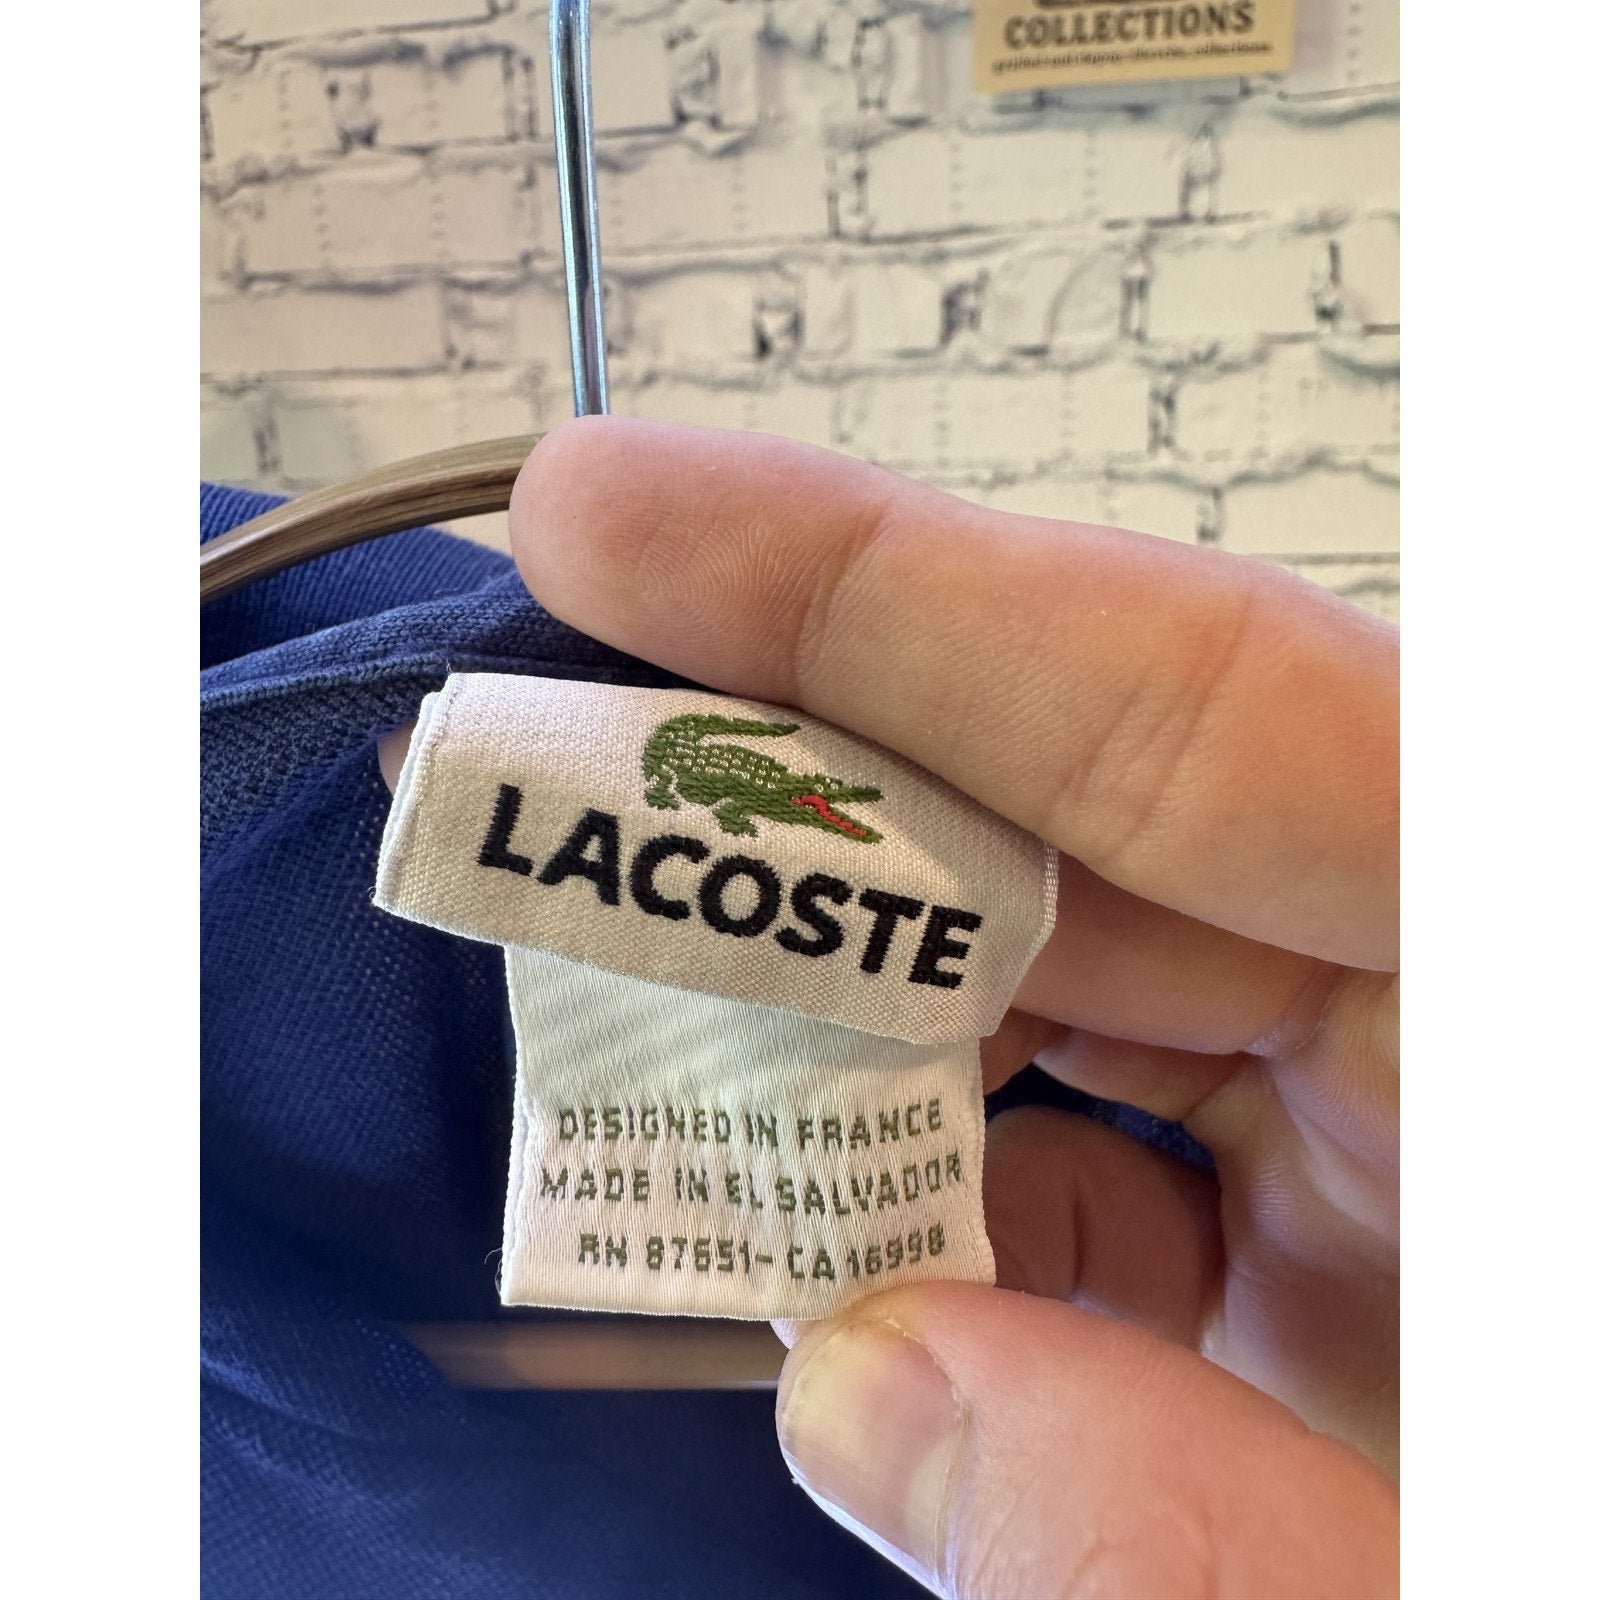 COLLECTIONS
LACOSTE
DESIGNED IN FRANCE
MADE IN EL SALVADOR
RN 87651- CA 16998